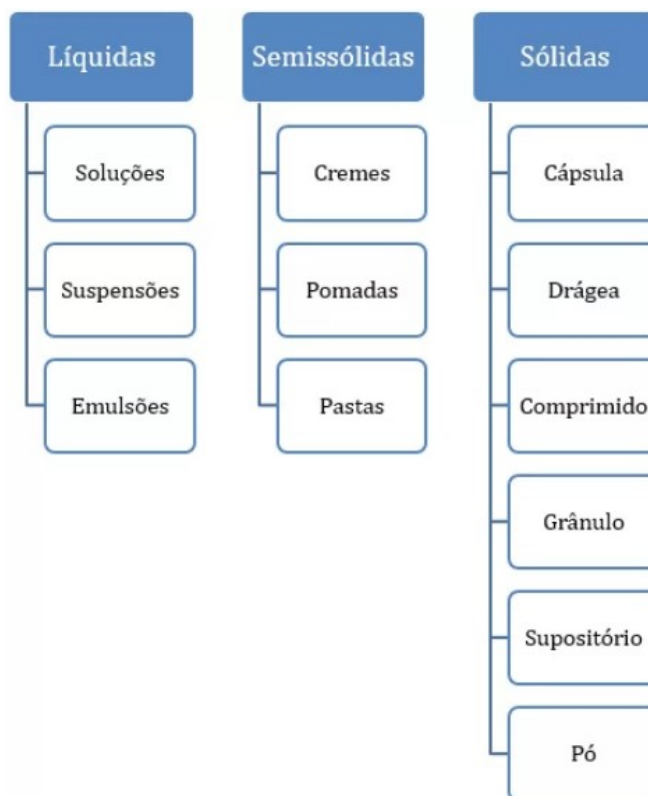 Líquidas
Soluções
Suspensões
Emulsões
Semissólidas
Cremes
Pomadas
Pastas
Sólidas
Cápsula
Drágea
Comprimido
Grânulo
Supositório
Pó